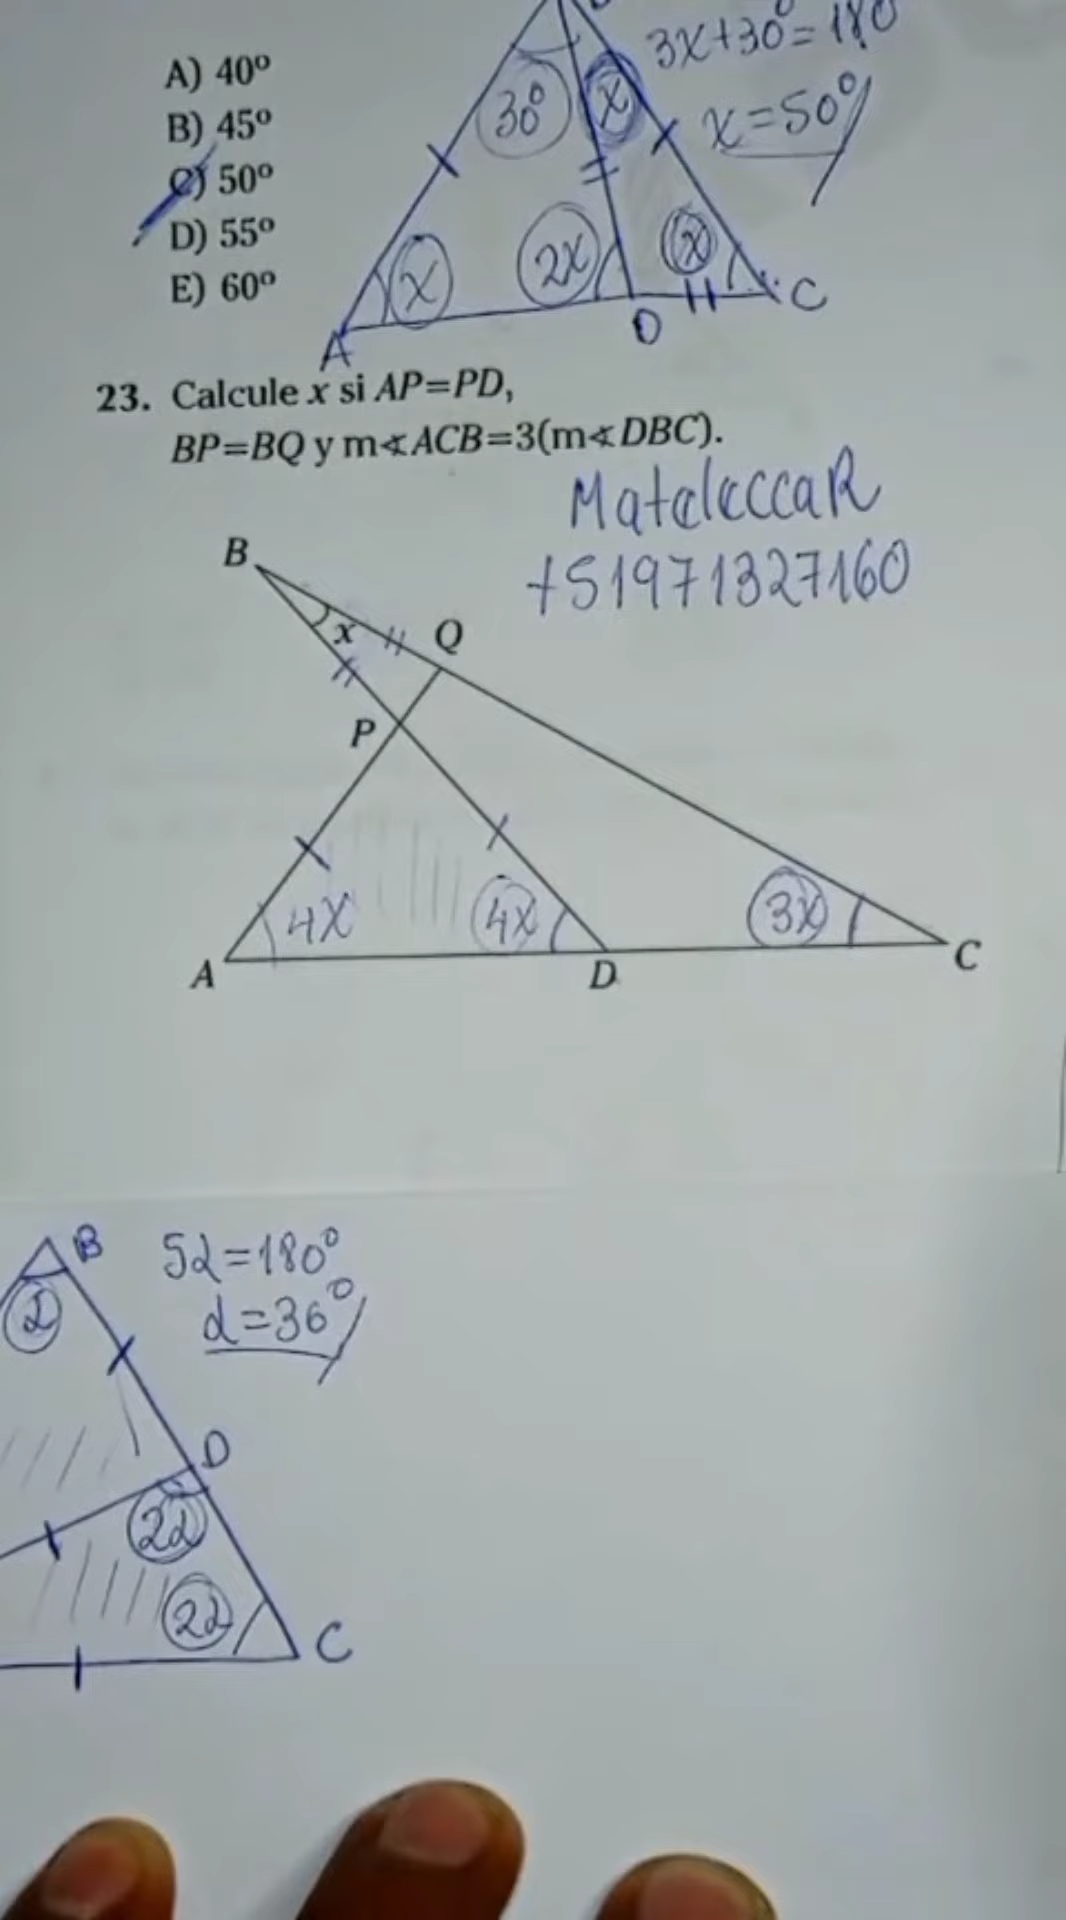 3x+30°=180
A) 40°
x=50°
B) 45°
C) 50°
D) 55°
E) 60°
30°
x
x
2x
x
A
D
C
23. Calcule x si AP=PD,
BP=BQ y m∢ACB=3(m∢DBC).
MateleccaR
+51971327160
B
x
Q
P
4x
4x
3x
A
D
C
B
5α=180°
α=36°
α
D
2α
2α
C